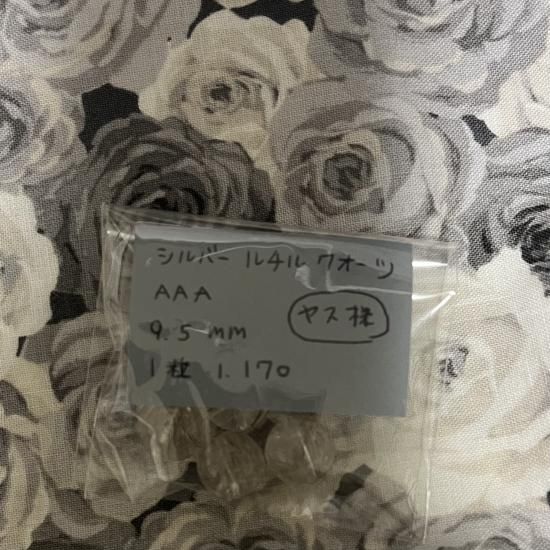 シルバールチルクオーツ
AAA
9.5mm
ヤス様
1粒 1.170